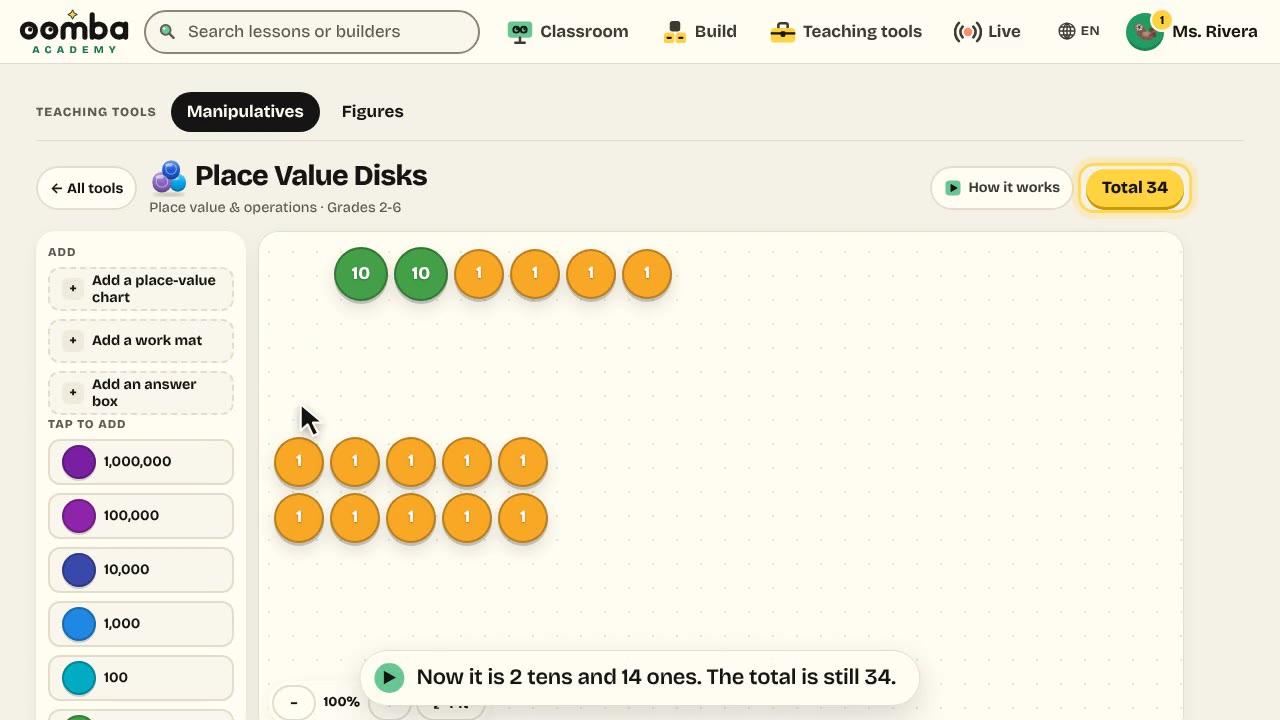 oomba
ACADEMY
Search lessons or builders
Classroom
Build
Teaching tools
Live
EN
1
Ms. Rivera
TEACHING TOOLS
Manipulatives
Figures
← All tools
Place Value Disks
Place value & operations · Grades 2-6
How it works
Total 34
ADD
+ Add a place-value
chart
+ Add a work mat
+ Add an answer
box
TAP TO ADD
1,000,000
100,000
10,000
1,000
100
10 10 1 1 1 1
1 1 1 1 1
1 1 1 1 1
Now it is 2 tens and 14 ones. The total is still 34.
− 100%